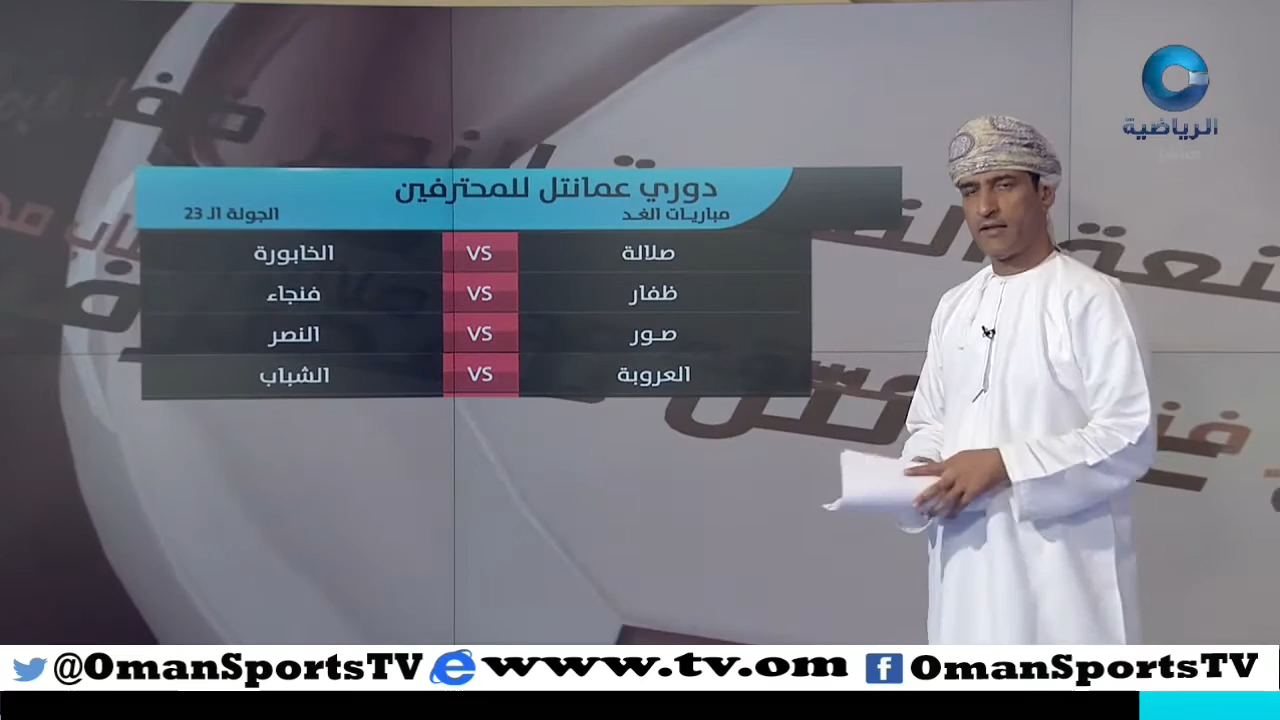 الرياضية
مباشر
دوري عمانتل للمحترفين
مباريات الغد الجولة الـ 23
صلالة VS الخابورة
ظفار VS فنجاء
صور VS النصر
العروبة VS الشباب
@OmanSportsTV www.tv.om OmanSportsTV